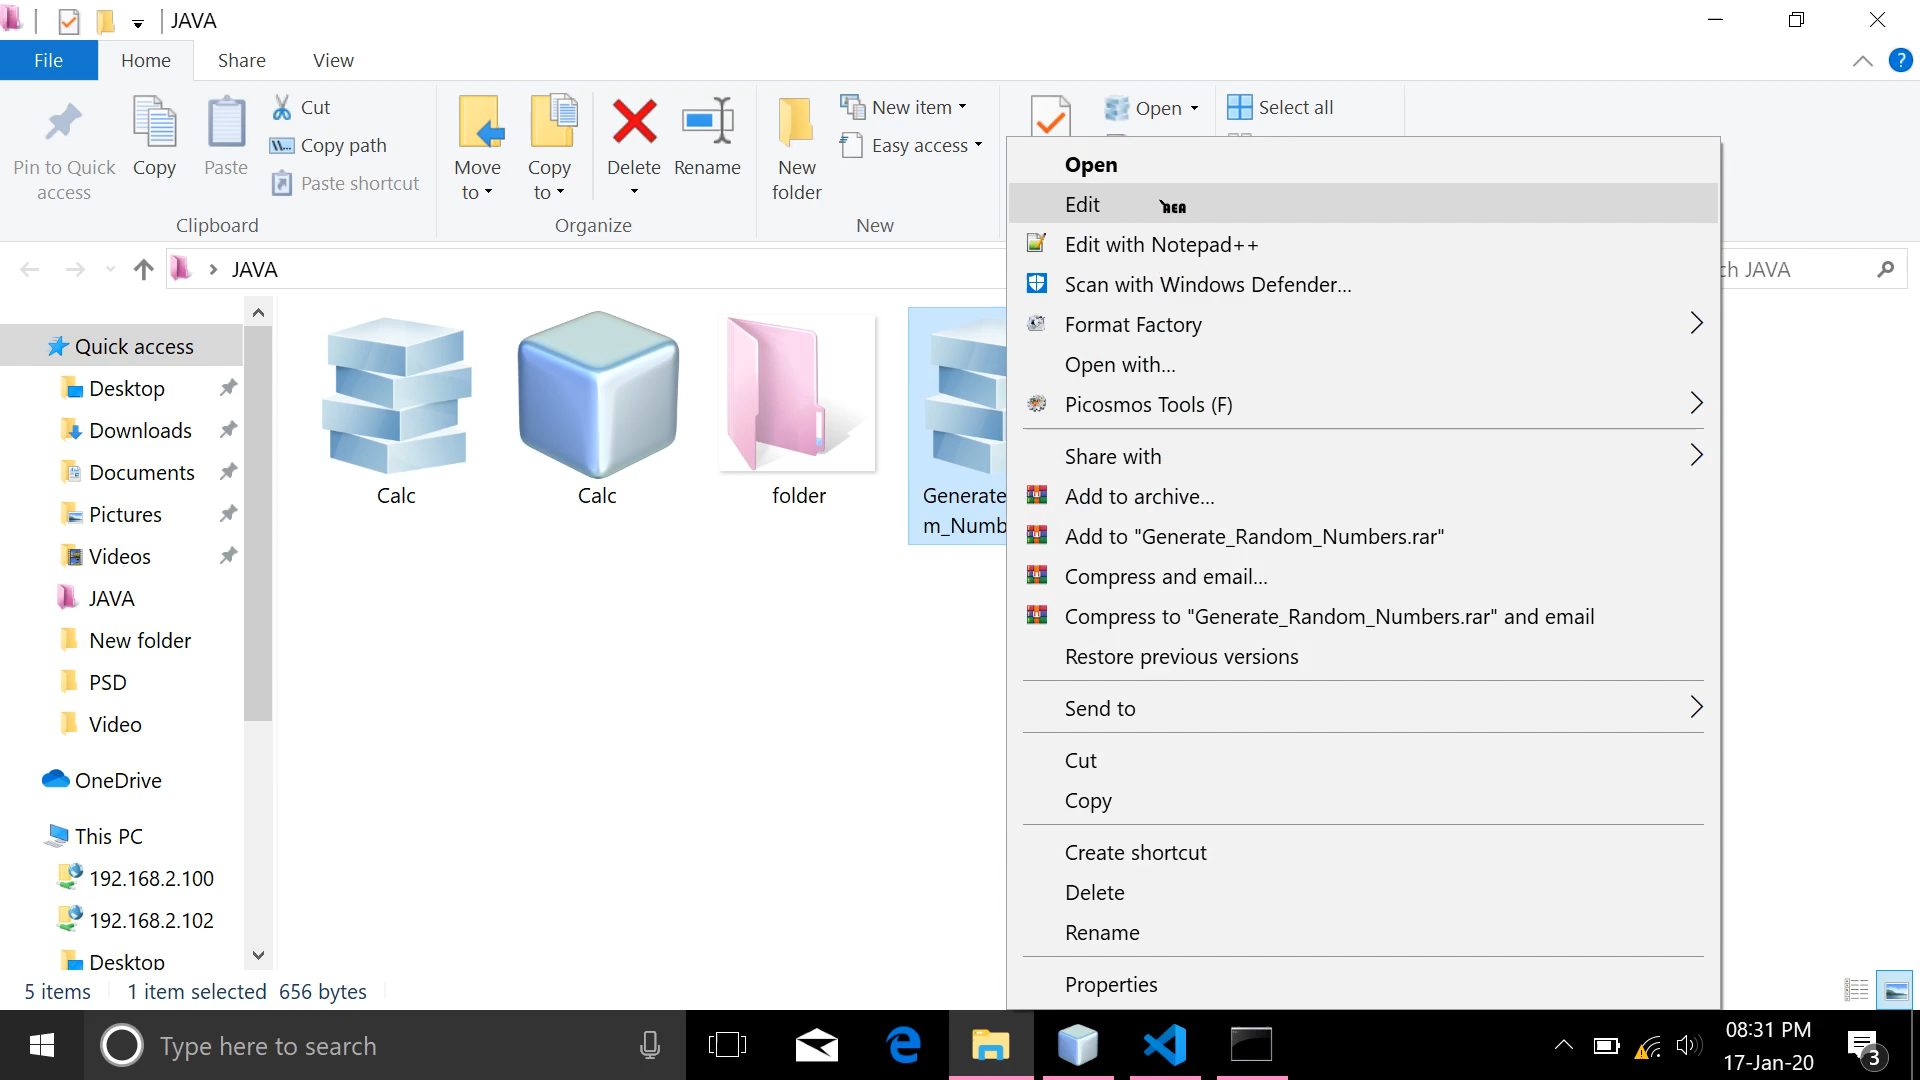 JAVA
File
Home
Share
View
?
Pin to Quick
access
Copy
Paste
Cut
Copy path
Paste shortcut
Clipboard
Move
to
Copy
to
Delete
Rename
Organize
New
folder
New item
Easy access
New
Open
Select all
JAVA
ch JAVA
Quick access
Desktop
Downloads
Documents
Pictures
Videos
JAVA
New folder
PSD
Video
OneDrive
This PC
192.168.2.100
192.168.2.102
Desktop
Calc
Calc
folder
Generate
m_Numb
Open
Edit
Edit with Notepad++
Scan with Windows Defender...
Format Factory
Open with...
Picosmos Tools (F)
Share with
Add to archive...
Add to "Generate_Random_Numbers.rar"
Compress and email...
Compress to "Generate_Random_Numbers.rar" and email
Restore previous versions
Send to
Cut
Copy
Create shortcut
Delete
Rename
Properties
5 items
1 item selected 656 bytes
Type here to search
08:31 PM
17-Jan-20
3